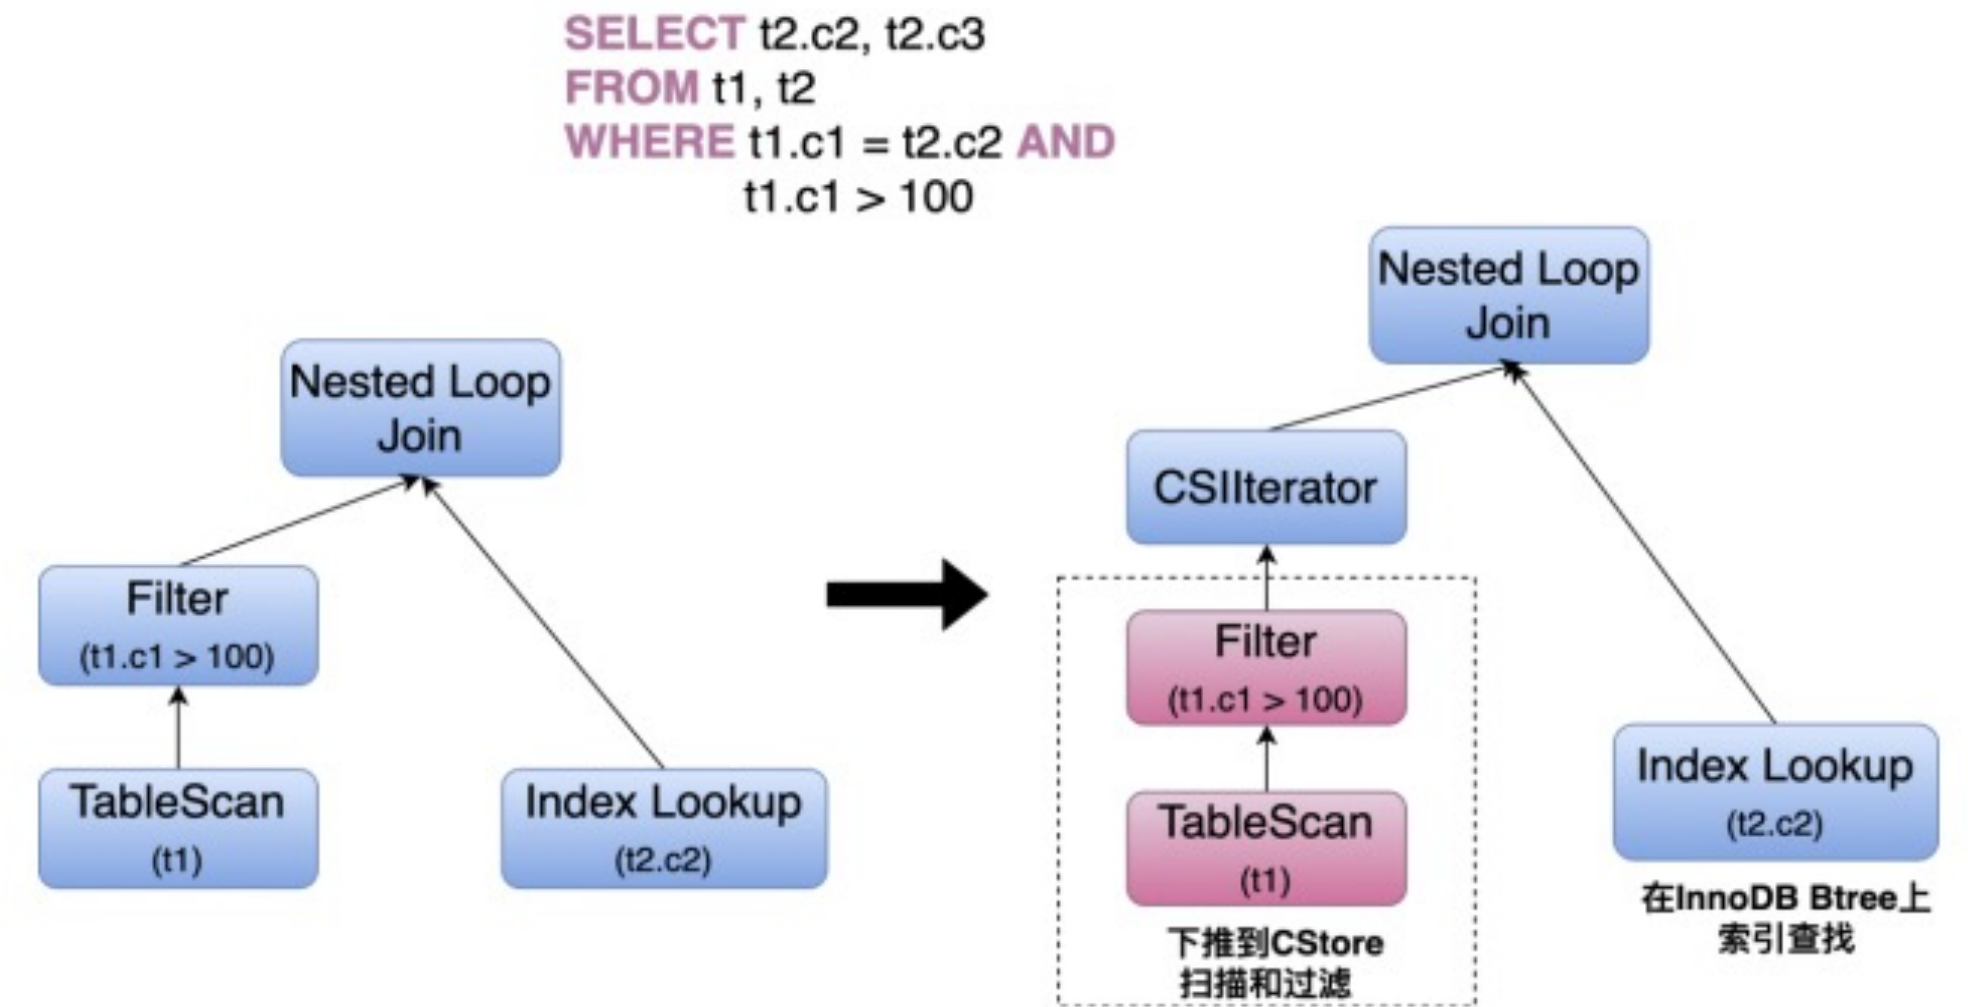 SELECT t2.c2, t2.c3
FROM t1, t2
WHERE t1.c1 = t2.c2 AND
t1.c1 > 100
Nested Loop
Join
Filter
(t1.c1 > 100)
TableScan
(t1)
Index Lookup
(t2.c2)
Nested Loop
Join
CSIIterator
Filter
(t1.c1 > 100)
TableScan
(t1)
下推到CStore
扫描和过滤
Index Lookup
(t2.c2)
在InnoDB Btree上
索引查找